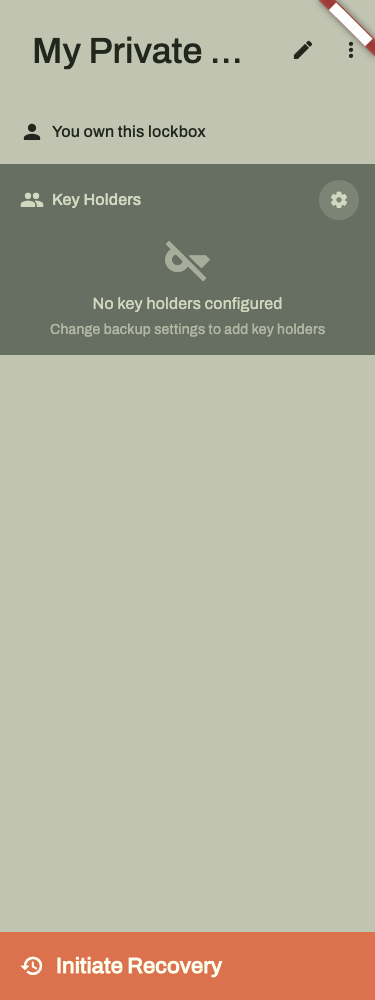 My Private ...
You own this lockbox
Key Holders
No key holders configured
Change backup settings to add key holders
Initiate Recovery